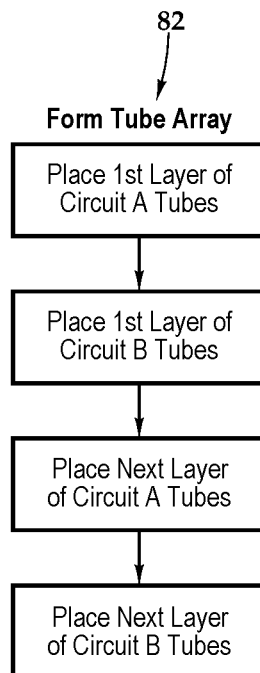 82
Form Tube Array
Place 1st Layer of
Circuit A Tubes
Place 1st Layer of
Circuit B Tubes
Place Next Layer
of Circuit A Tubes
Place Next Layer
of Circuit B Tubes